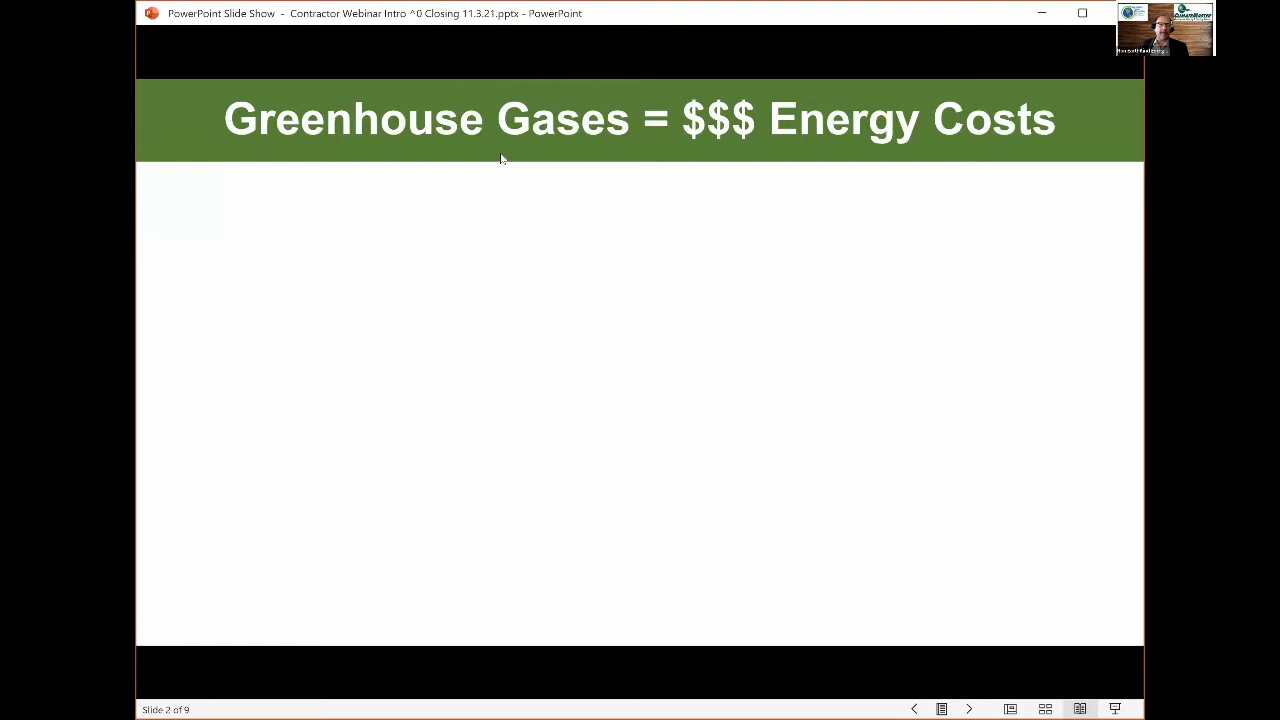 PowerPoint Slide Show - Contractor Webinar Intro ^0 Closing 11.3.21.pptx - PowerPoint
Greenhouse Gases = $$$ Energy Costs
Slide 2 of 9